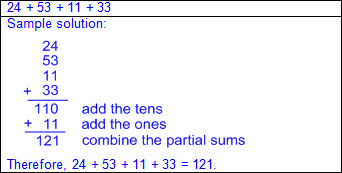 24 + 53 + 11 + 33
Sample solution:
24
53
11
+ 33
110 add the tens
+ 11 add the ones
121 combine the partial sums
Therefore, 24 + 53 + 11 + 33 = 121.